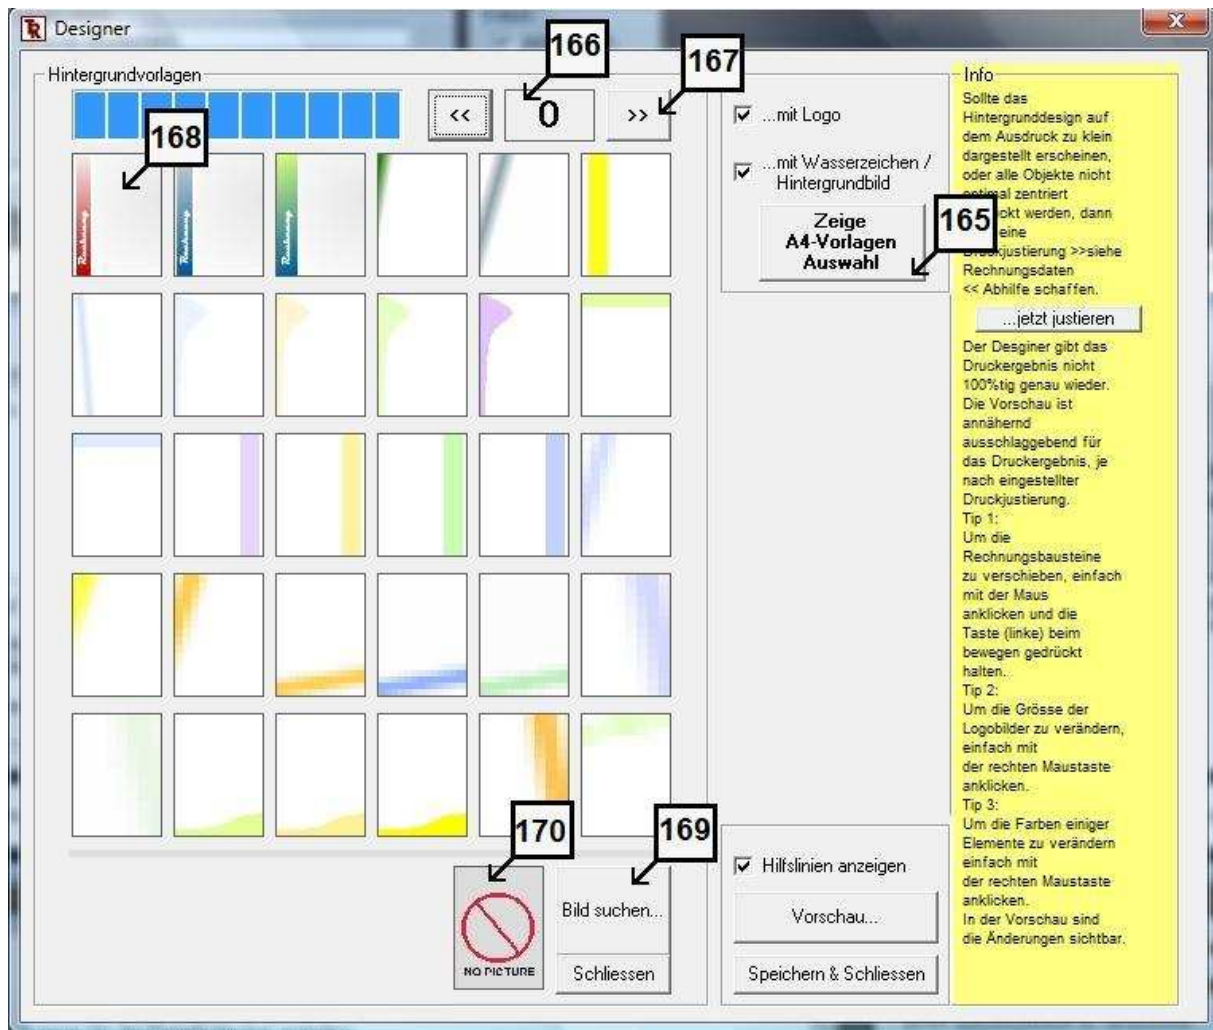 TR Designer
166
167
Hintergrundvorlagen
<< 0 >>
168
Rechnung
Rechnung
Rechnung
...mit Logo
...mit Wasserzeichen /
Hintergrundbild
Zeige
A4-Vorlagen
Auswahl
165
Info
Sollte das
Hintergrunddesign auf
dem Ausdruck zu klein
dargestellt erscheinen,
oder alle Objekte nicht
zentriert
werden, dann
eine
>>siehe
Rechnungsdaten
<< Abhilfe schaffen.
...jetzt justieren
Der Desginer gibt das
Druckergebnis nicht
100%tig genau wieder.
Die Vorschau ist
annähernd
ausschlaggebend für
das Druckergebnis, je
nach eingestellter
Druckjustierung.
Tip 1:
Um die
Rechnungsbausteine
zu verschieben, einfach
mit der Maus
anklicken und die
Taste (linke) beim
bewegen gedrückt
halten.
Tip 2:
Um die Grösse der
Logobilder zu verändern,
einfach mit
der rechten Maustaste
anklicken.
Tip 3:
Um die Farben einiger
Elemente zu verändern
einfach mit
der rechten Maustaste
anklicken.
In der Vorschau sind
die Änderungen sichtbar.
170
169
NO PICTURE
Bild suchen...
Schliessen
Hilfslinien anzeigen
Vorschau...
Speichern & Schliessen